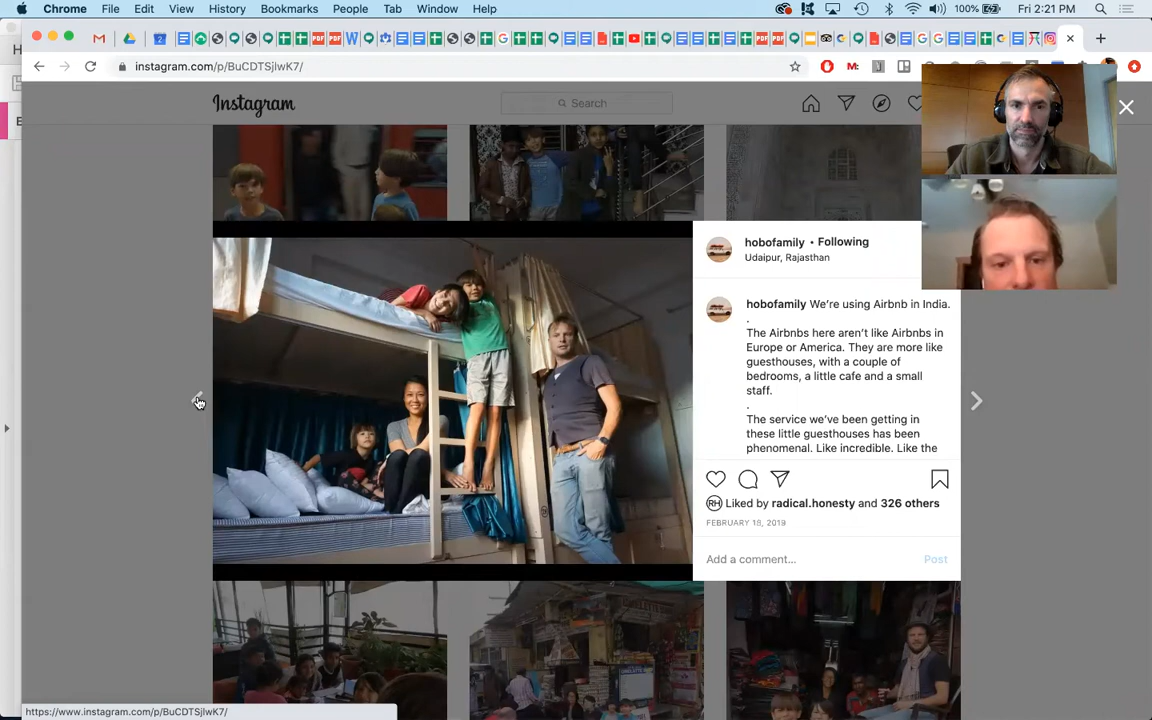 Chrome File Edit View History Bookmarks People Tab Window Help 100% Fri 2:21 PM
instagram.com/p/BuCDTSjlwK7/
Instagram
Search
hobofamily • Following
Udaipur, Rajasthan
hobofamily We're using Airbnb in India.
.
The Airbnbs here aren't like Airbnbs in
Europe or America. They are more like
guesthouses, with a couple of
bedrooms, a little cafe and a small
staff.
.
The service we've been getting in
these little guesthouses has been
phenomenal. Like incredible. Like the
RH Liked by radical.honesty and 326 others
FEBRUARY 18, 2019
Add a comment... Post
https://www.instagram.com/p/BuCDTSjlwK7/